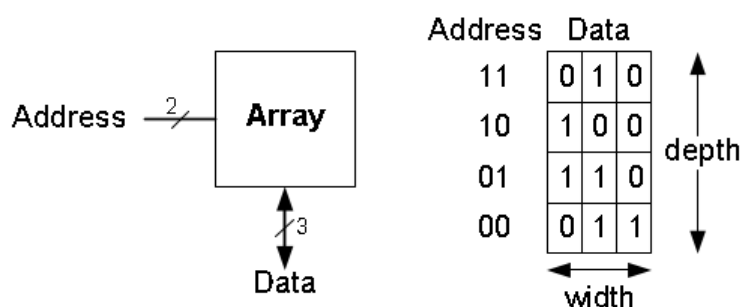 Address 2 Array
3
Data
Address Data
11 0 1 0
10 1 0 0
01 1 1 0
00 0 1 1
depth
width